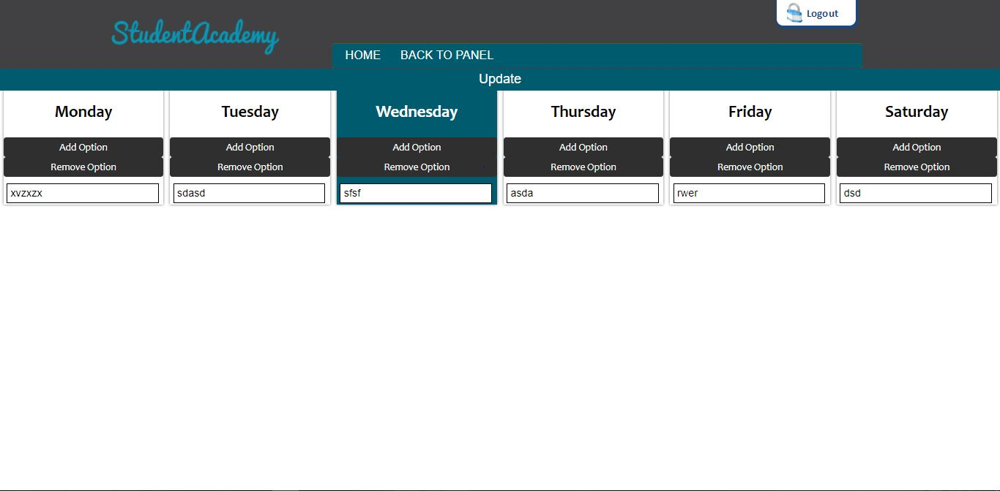 Logout
StudentAcademy
HOME BACK TO PANEL
Update
Monday Tuesday Wednesday Thursday Friday Saturday
Add Option Add Option Add Option Add Option Add Option Add Option
Remove Option Remove Option Remove Option Remove Option Remove Option Remove Option
xvzxzx sdasd sfsf asda rwer dsd